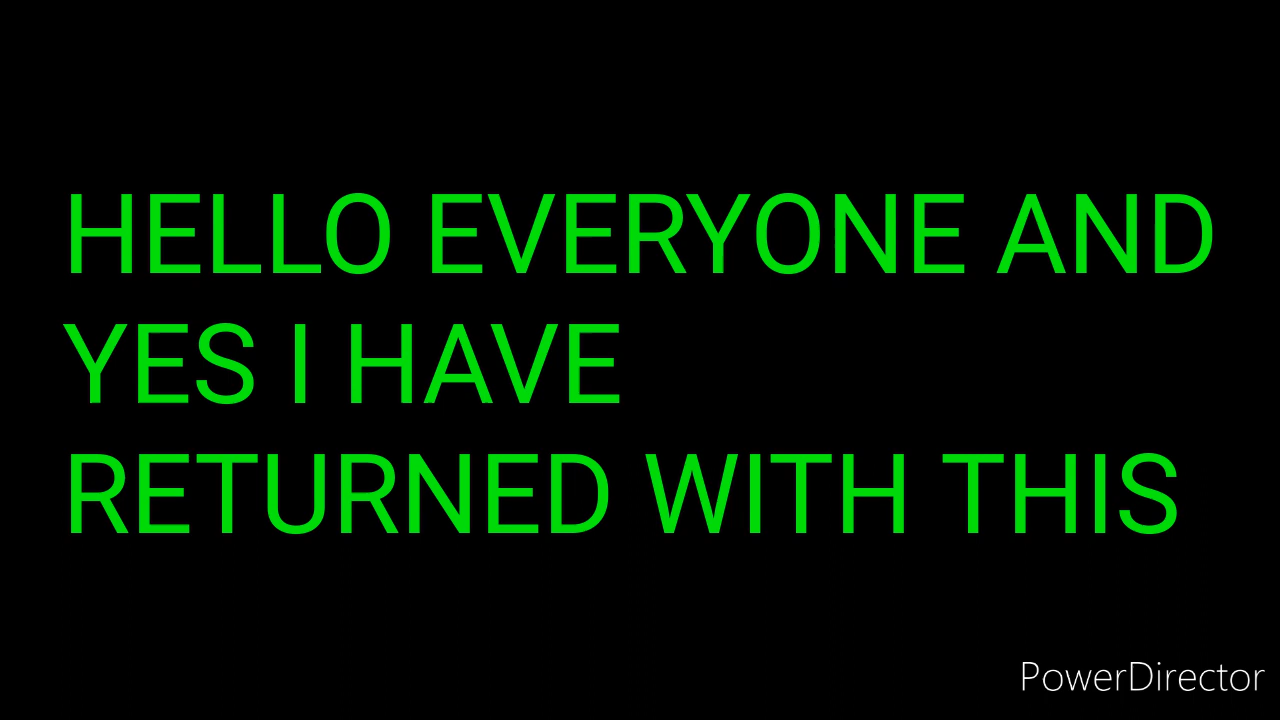 HELLO EVERYONE AND
YES I HAVE
RETURNED WITH THIS
PowerDirector